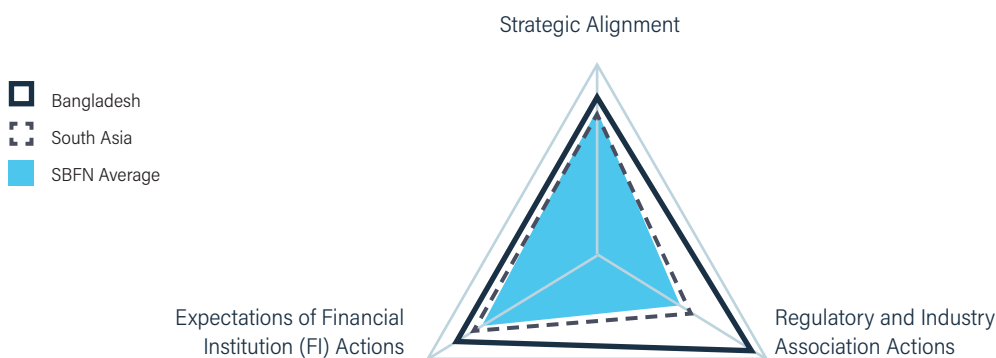 Strategic Alignment
Bangladesh
South Asia
SBFN Average
Expectations of Financial
Institution (FI) Actions
Regulatory and Industry
Association Actions